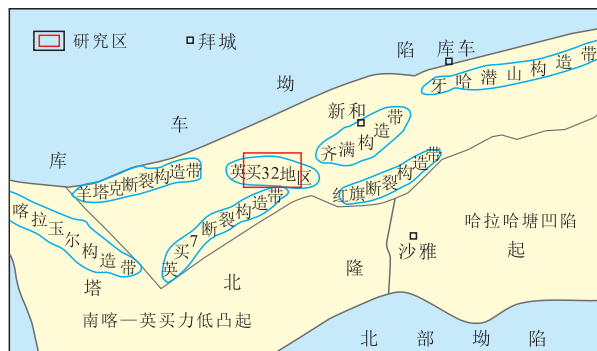 研究区
拜城
库车坳陷
库车
牙哈潜山构造带
新和
齐满构造带
英买32地区
羊塔克断裂构造带
红旗断裂构造带
喀拉玉尔构造带
英买7断裂构造带
哈拉哈塘凹陷
沙雅
塔北隆起
南喀—英买力低凸起
北部坳陷